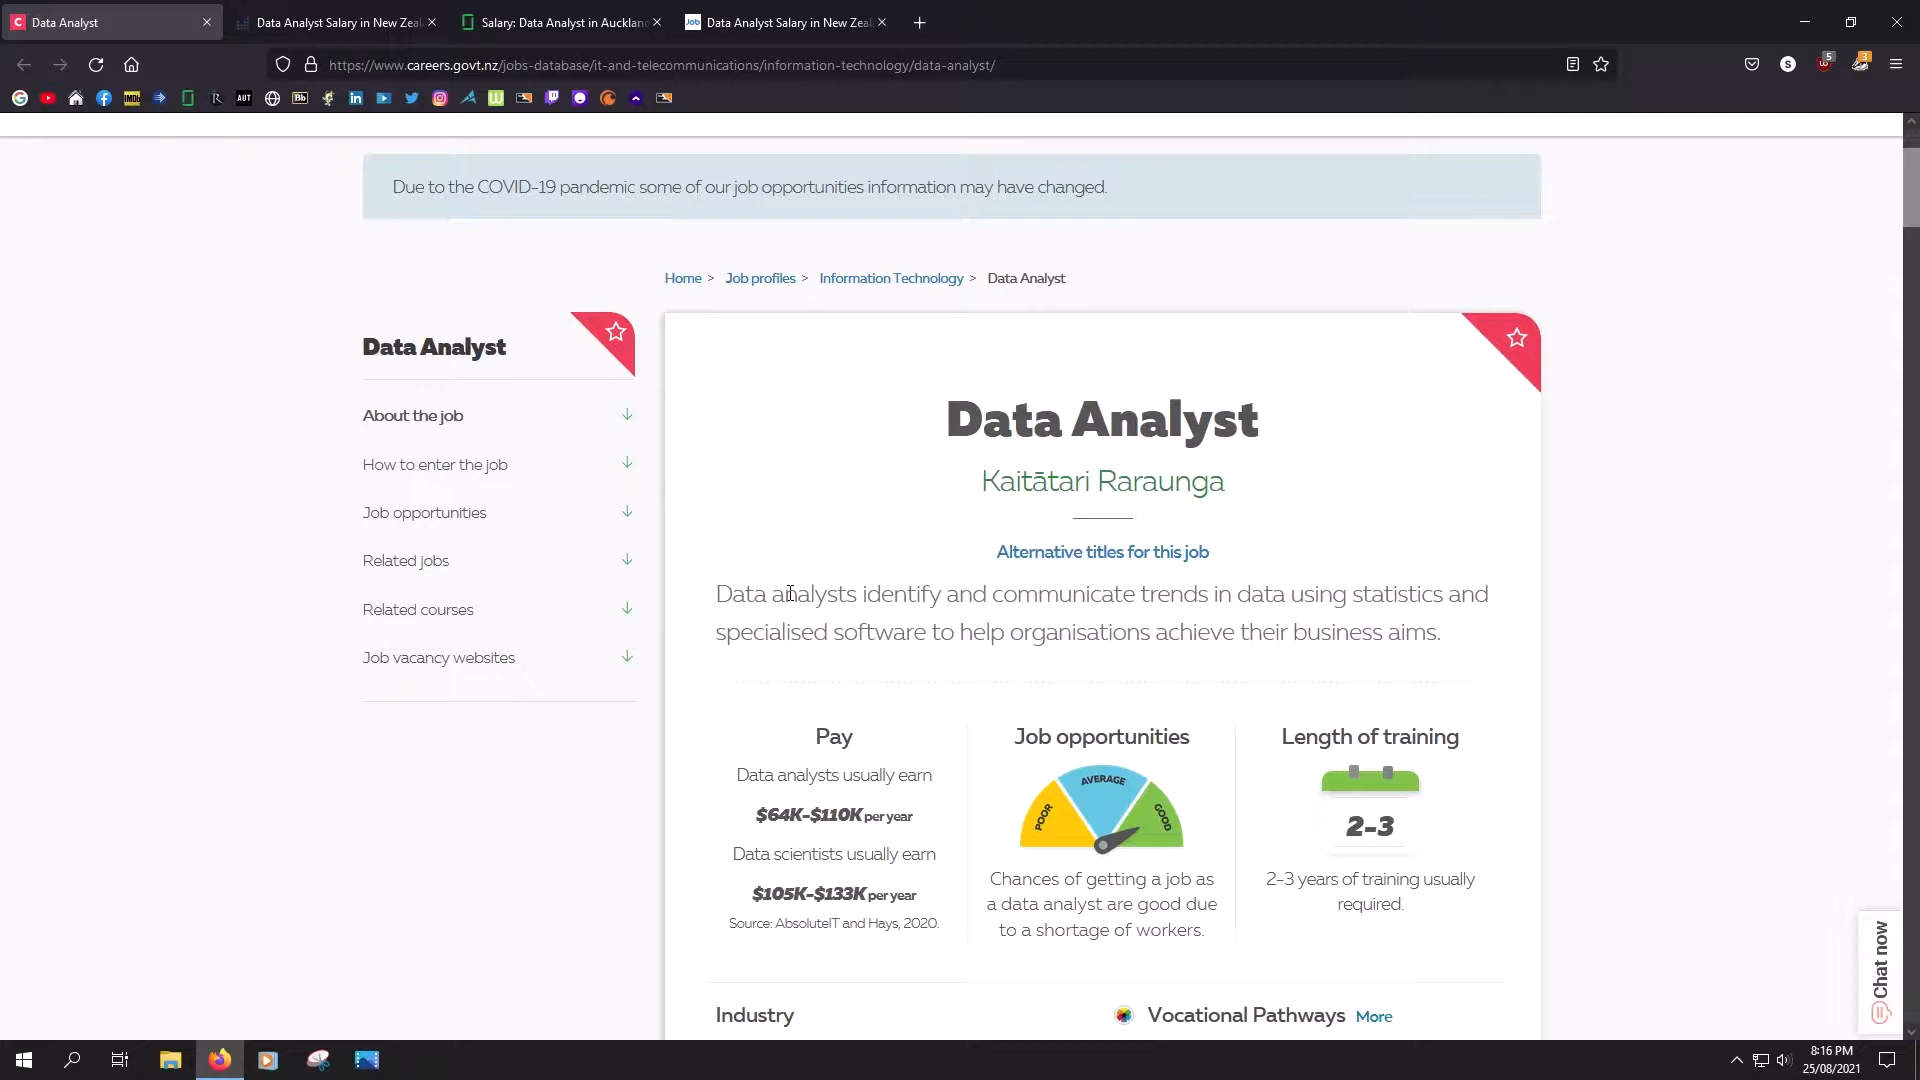 Data Analyst
Data Analyst Salary in New Zeal
Salary: Data Analyst in Auckland
Data Analyst Salary in New Zeal
https://www.careers.govt.nz/jobs-database/it-and-telecommunications/information-technology/data-analyst/
Due to the COVID-19 pandemic some of our job opportunities information may have changed.
Home > Job profiles > Information Technology > Data Analyst
Data Analyst
About the job
How to enter the job
Job opportunities
Related jobs
Related courses
Job vacancy websites
Data Analyst
Kaitātari Raraunga
Alternative titles for this job
Data analysts identify and communicate trends in data using statistics and
specialised software to help organisations achieve their business aims.
Pay
Data analysts usually earn
$64K-$110K per year
Data scientists usually earn
$105K-$133K per year
Source: AbsoluteIT and Hays, 2020.
Job opportunities
POOR AVERAGE GOOD
Chances of getting a job as
a data analyst are good due
to a shortage of workers.
Length of training
2-3
2-3 years of training usually
required.
Industry
Vocational Pathways More
Chat now
8:16 PM
25/08/2021